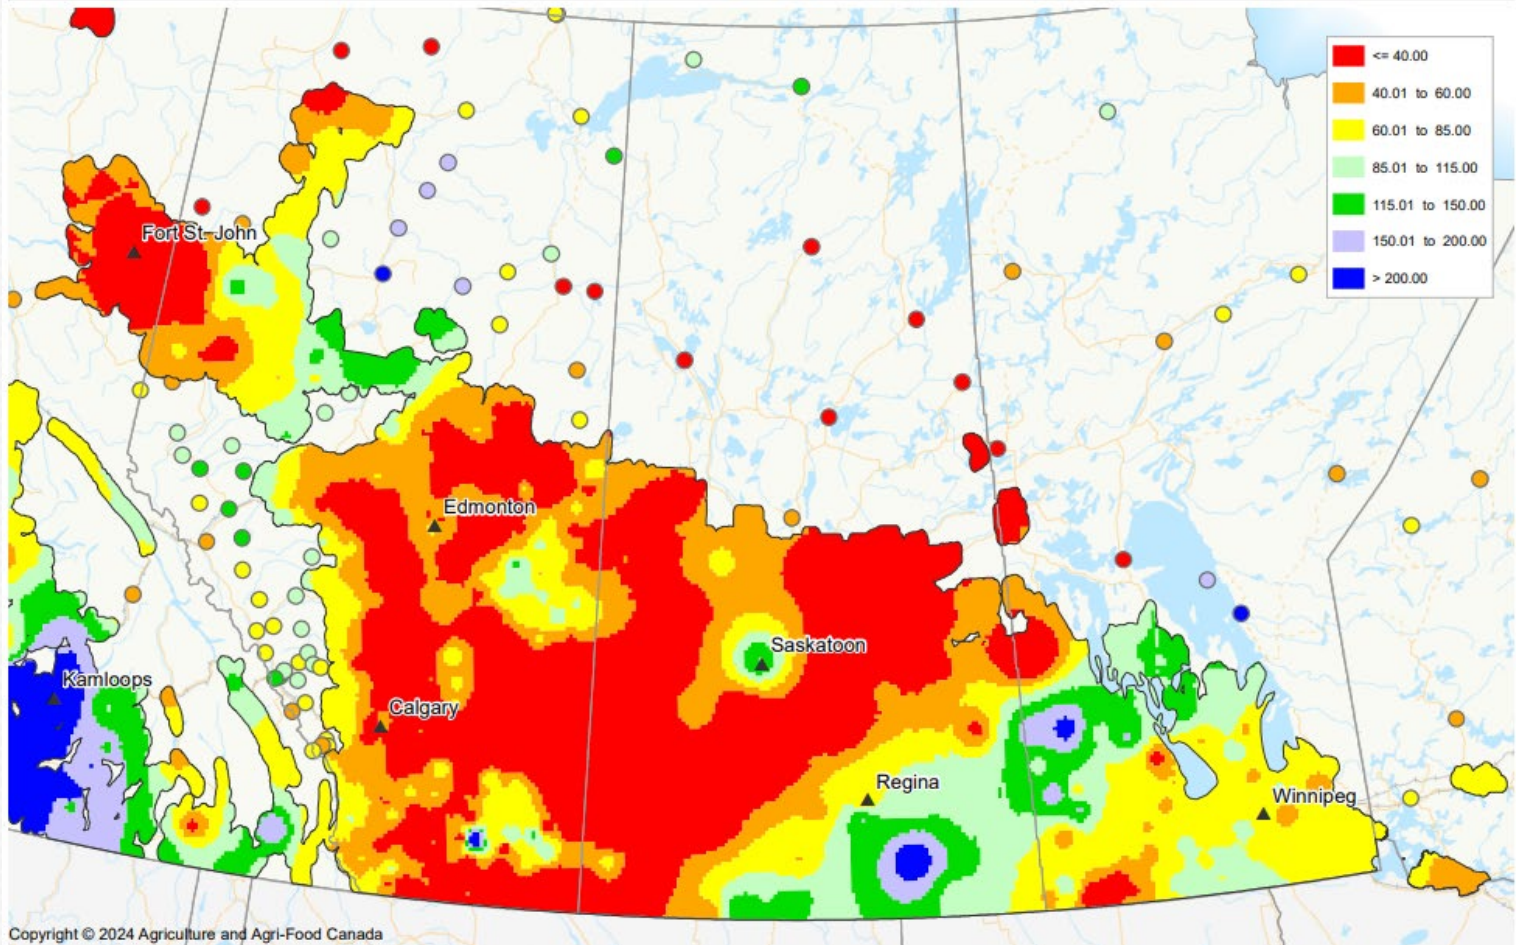 <= 40.00
40.01 to 60.00
60.01 to 85.00
85.01 to 115.00
115.01 to 150.00
150.01 to 200.00
> 200.00
Fort St. John
Edmonton
Saskatoon
Kamloops
Calgary
Regina
Winnipeg
Copyright © 2024 Agriculture and Agri-Food Canada